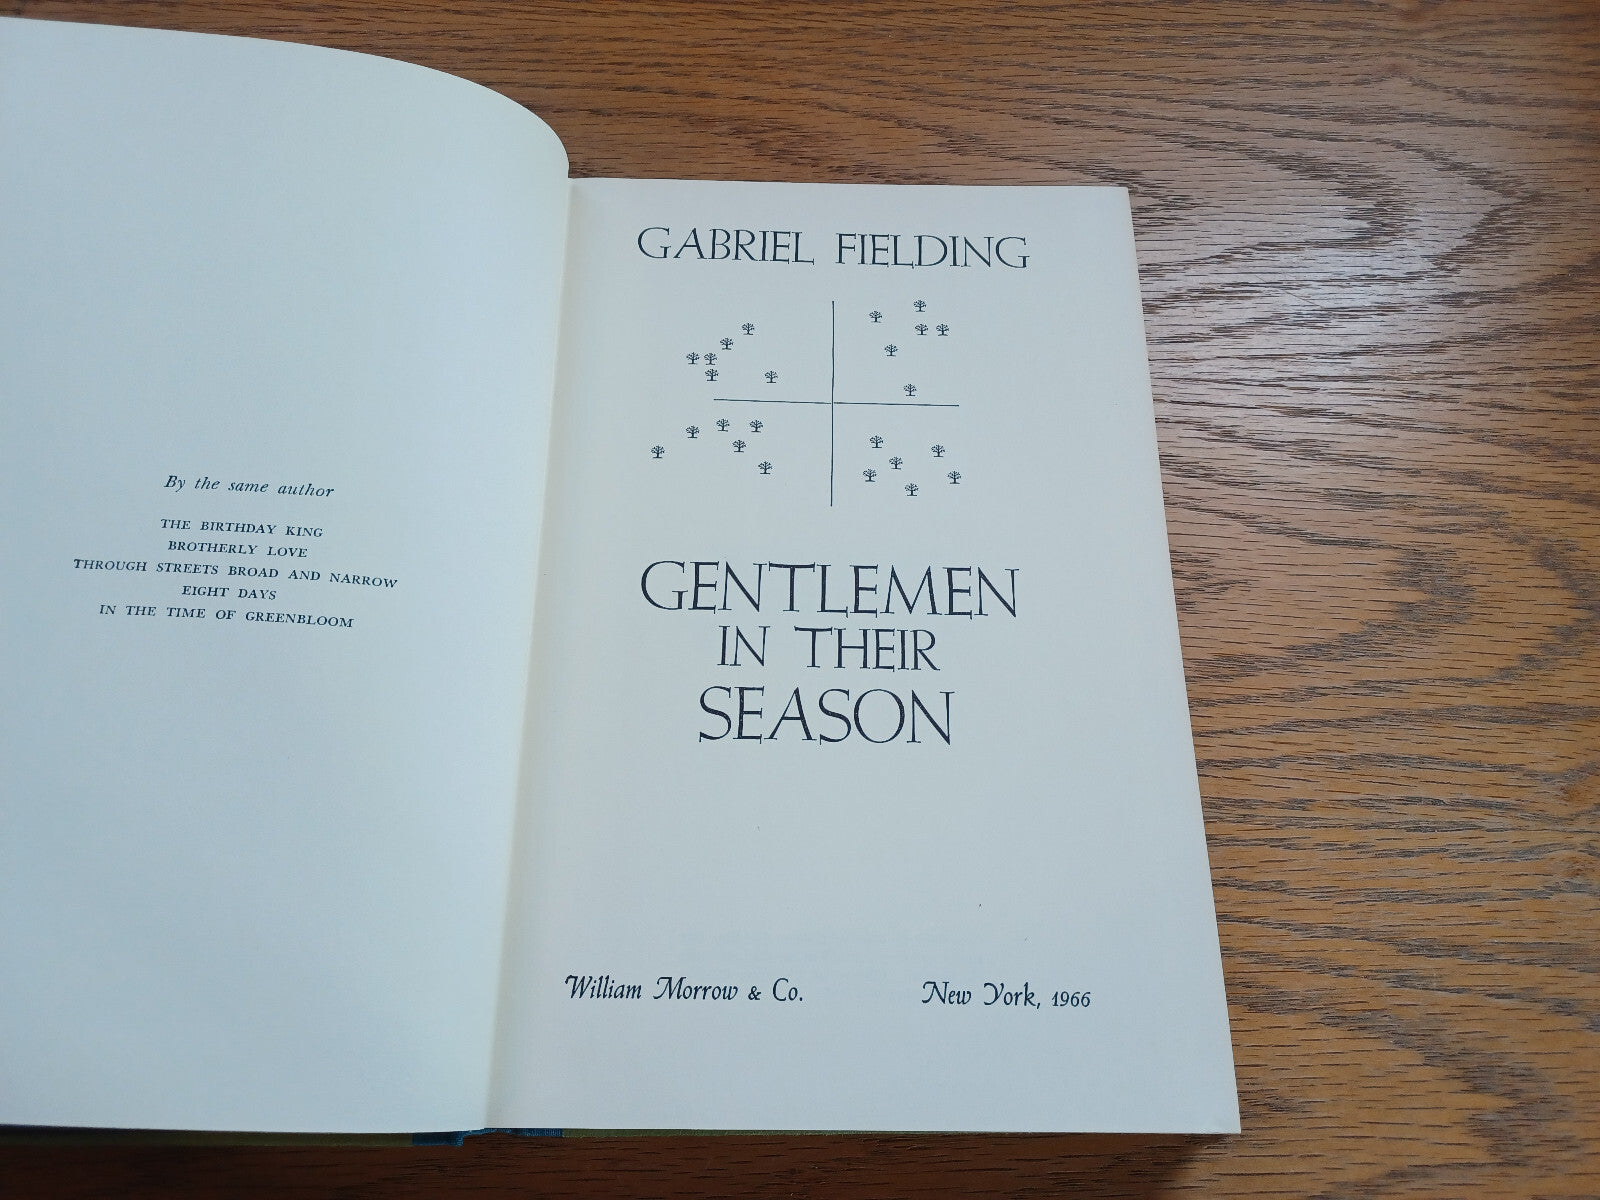 By the same author
THE BIRTHDAY KING
BROTHERLY LOVE
THROUGH STREETS BROAD AND NARROW
EIGHT DAYS
IN THE TIME OF GREENBLOOM
GABRIEL FIELDING
GENTLEMEN
IN THEIR
SEASON
William Morrow & Co. New York, 1966